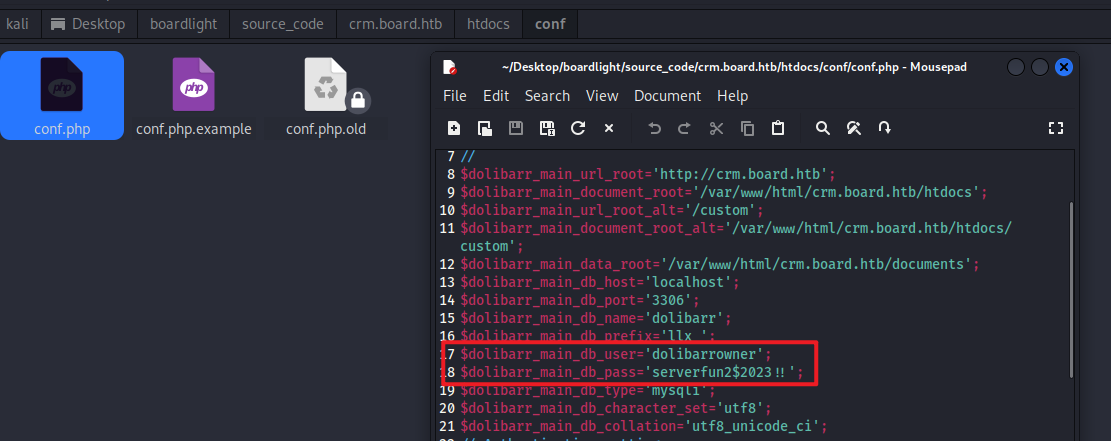 kali Desktop boardlight source_code crm.board.htb htdocs conf
conf.php conf.php.example conf.php.old
~/Desktop/boardlight/source_code/crm.board.htb/htdocs/conf/conf.php - Mousepad
File Edit Search View Document Help
7 //
8 $dolibarr_main_url_root='http://crm.board.htb';
9 $dolibarr_main_document_root='/var/www/html/crm.board.htb/htdocs';
10 $dolibarr_main_url_root_alt='/custom';
11 $dolibarr_main_document_root_alt='/var/www/html/crm.board.htb/htdocs/
custom';
12 $dolibarr_main_data_root='/var/www/html/crm.board.htb/documents';
13 $dolibarr_main_db_host='localhost';
14 $dolibarr_main_db_port='3306';
15 $dolibarr_main_db_name='dolibarr';
16 $dolibarr_main_db_prefix='llx_';
17 $dolibarr_main_db_user='dolibarrowner';
18 $dolibarr_main_db_pass='serverfun2$2023!!';
19 $dolibarr_main_db_type='mysqli';
20 $dolibarr_main_db_character_set='utf8';
21 $dolibarr_main_db_collation='utf8_unicode_ci';